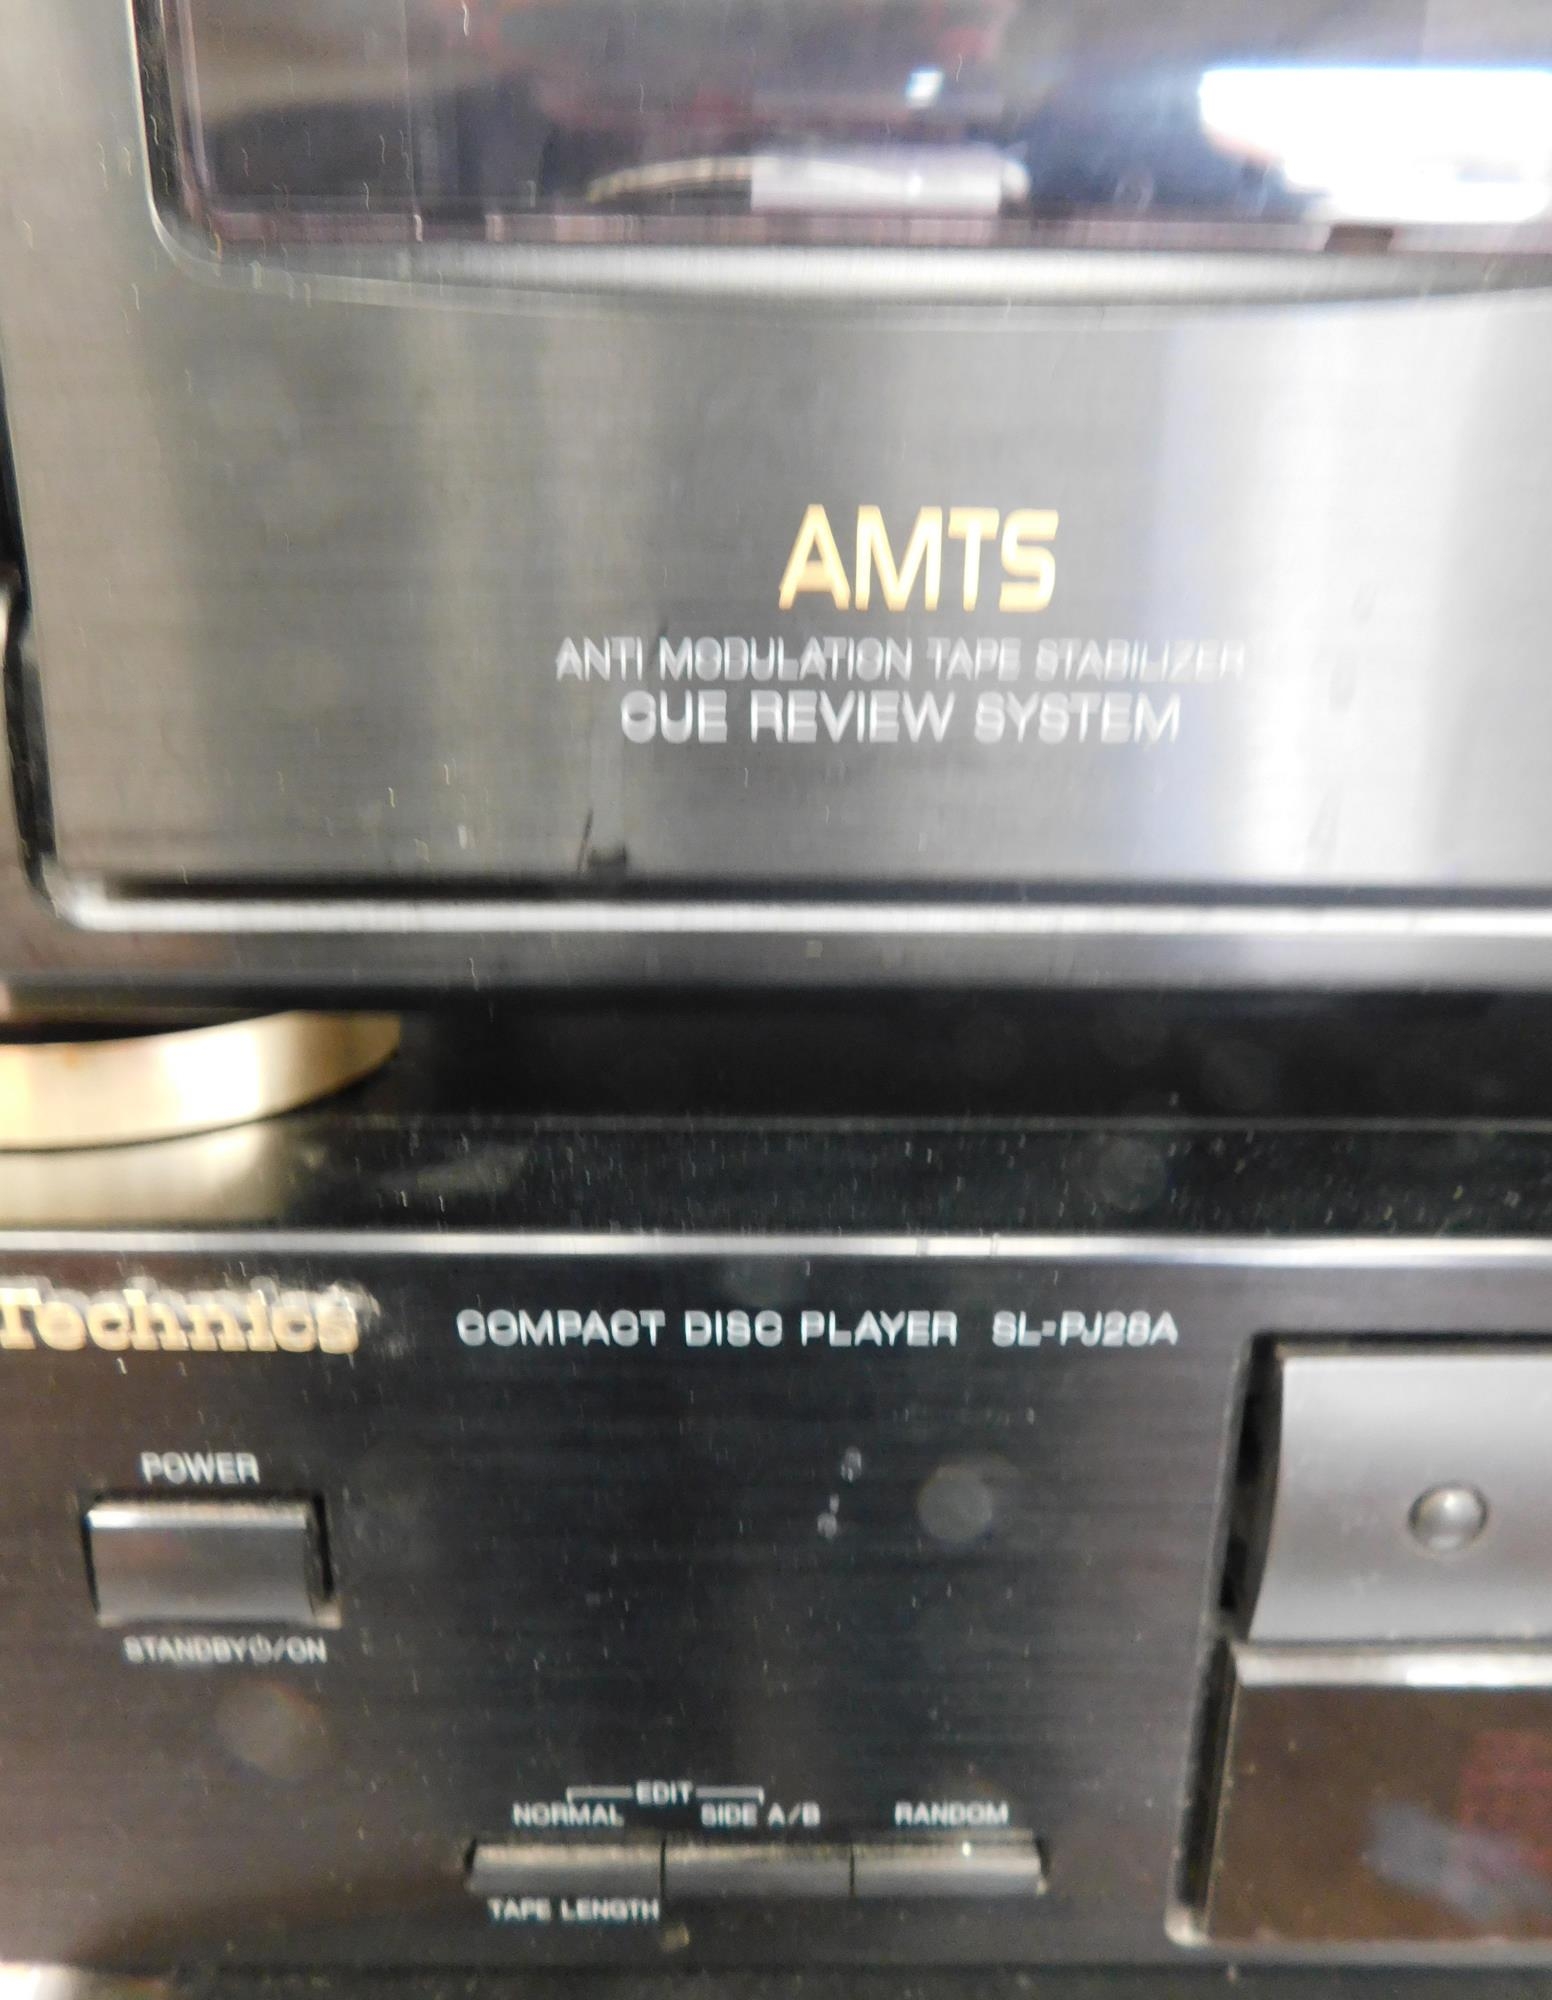 AMTS
ANTI MODULATION TAPE STABILIZER
CUE REVIEW SYSTEM
Technics COMPACT DISC PLAYER SL-PJ28A
POWER
STANDBY⏻/ON
EDIT
NORMAL SIDE A/B RANDOM
TAPE LENGTH